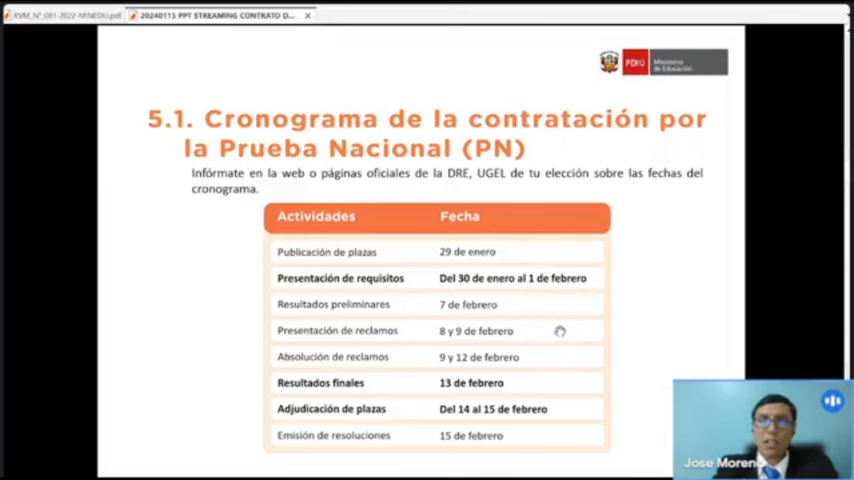 RVM_N°_081-2022-MINEDU.pdf
20240115 PPT STREAMING CONTRATO D...
PERÚ
Ministerio
de Educación
5.1. Cronograma de la contratación por
la Prueba Nacional (PN)
Infórmate en la web o páginas oficiales de la DRE, UGEL de tu elección sobre las fechas del
cronograma.
Actividades Fecha
Publicación de plazas 29 de enero
Presentación de requisitos Del 30 de enero al 1 de febrero
Resultados preliminares 7 de febrero
Presentación de reclamos 8 y 9 de febrero
Absolución de reclamos 9 y 12 de febrero
Resultados finales 13 de febrero
Adjudicación de plazas Del 14 al 15 de febrero
Emisión de resoluciones 15 de febrero
Jose Moreno